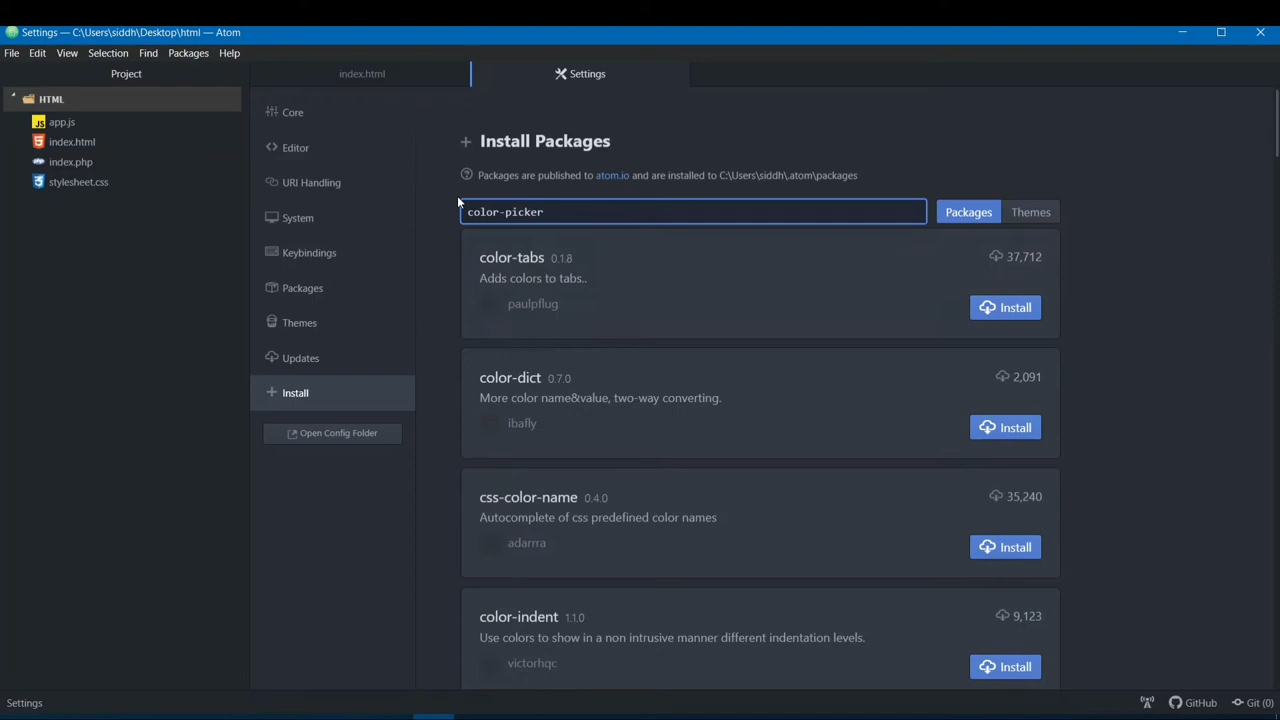 Settings — C:\Users\siddh\Desktop\html — Atom
File Edit View Selection Find Packages Help
Project
index.html
Settings
HTML
app.js
index.html
index.php
stylesheet.css
Core
Editor
URI Handling
System
Keybindings
Packages
Themes
Updates
Install
Open Config Folder
Install Packages
Packages are published to atom.io and are installed to C:\Users\siddh\.atom\packages
color-picker
Packages Themes
color-tabs 0.1.8 37,712
Adds colors to tabs..
paulpflug
Install
color-dict 0.7.0 2,091
More color name&value, two-way converting.
ibafly
Install
css-color-name 0.4.0 35,240
Autocomplete of css predefined color names
adarrra
Install
color-indent 1.1.0 9,123
Use colors to show in a non intrusive manner different indentation levels.
victorhqc
Install
Settings
GitHub Git (0)